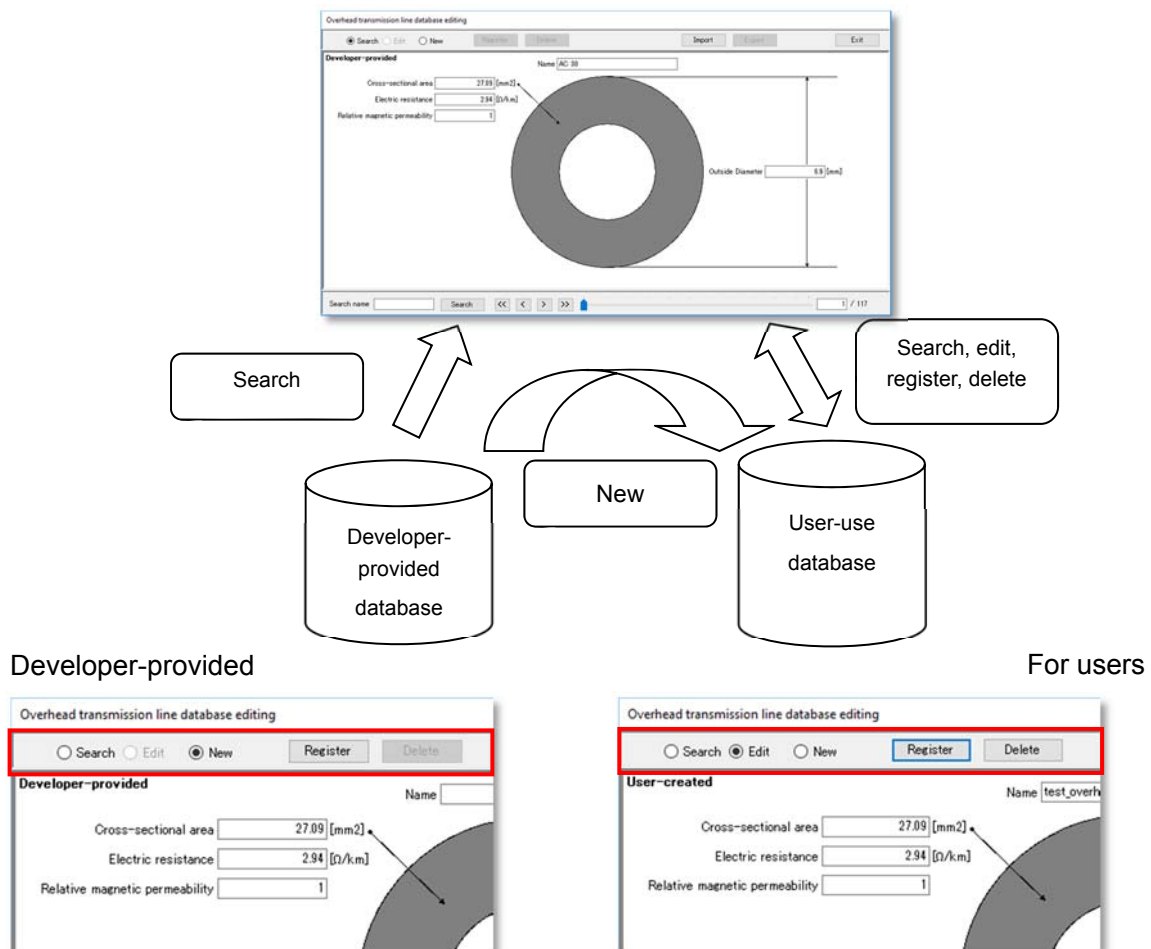 Overhead transmission line database editing
Search Edit New Register Delete Import Export Exit
Developer-provided
Name AC 38
Cross-sectional area 27.09 [mm2]
Electric resistance 2.94 [Ω/km]
Relative magnetic permeability 1
Outside Diameter 6.9 [mm]
Search name Search << < > >> 1 / 117
Search
Search, edit,
register, delete
New
Developer-
provided
database
User-use
database
Developer-provided
For users
Overhead transmission line database editing
Search Edit New Register Delete
Developer-provided
Name
Cross-sectional area 27.09 [mm2]
Electric resistance 2.94 [Ω/km]
Relative magnetic permeability 1
Overhead transmission line database editing
Search Edit New Register Delete
User-created
Name test_overh
Cross-sectional area 27.09 [mm2]
Electric resistance 2.94 [Ω/km]
Relative magnetic permeability 1